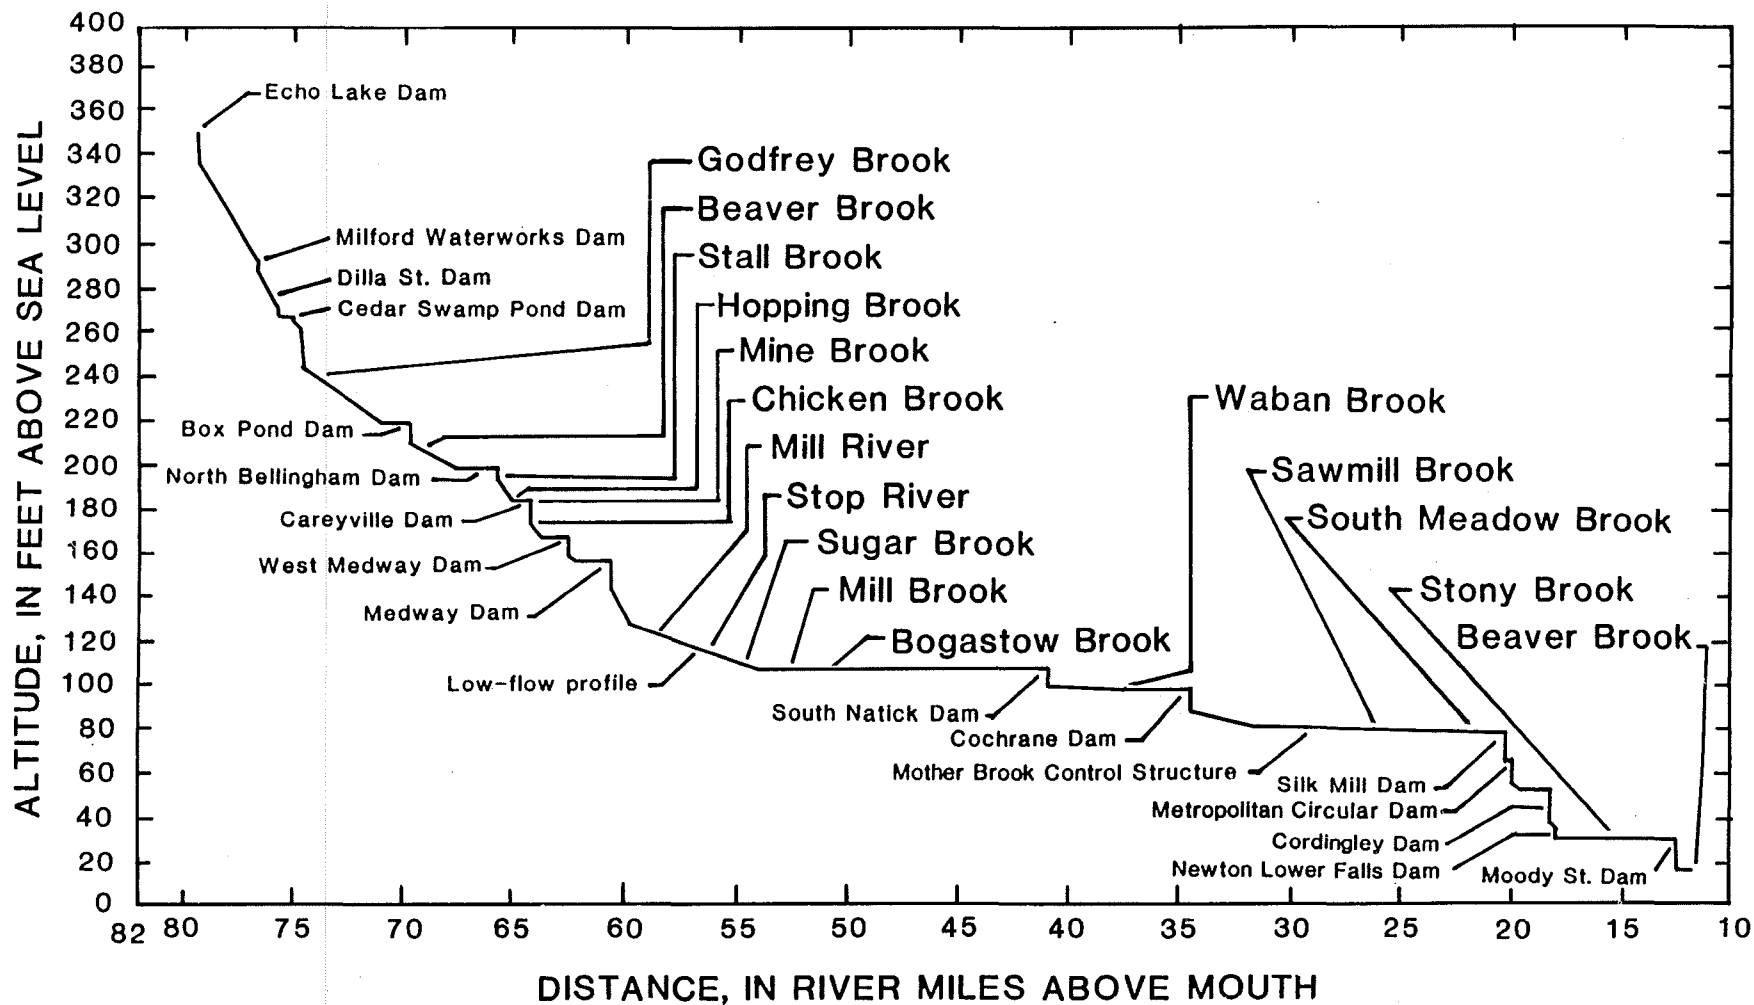 400
380
360
340
320
300
280
260
240
220
200
180
160
140
120
100
80
60
40
20
0
ALTITUDE, IN FEET ABOVE SEA LEVEL
Echo Lake Dam
Godfrey Brook
Beaver Brook
Milford Waterworks Dam
Stall Brook
Dilla St. Dam
Cedar Swamp Pond Dam
Hopping Brook
Mine Brook
Chicken Brook
Waban Brook
Box Pond Dam
Mill River
North Bellingham Dam
Sawmill Brook
Stop River
Careyville Dam
South Meadow Brook
Sugar Brook
West Medway Dam
Mill Brook
Stony Brook
Medway Dam
Bogastow Brook
Beaver Brook
Low-flow profile
South Natick Dam
Cochrane Dam
Mother Brook Control Structure
Silk Mill Dam
Metropolitan Circular Dam
Cordingley Dam
Newton Lower Falls Dam
Moody St. Dam
82 80 75 70 65 60 55 50 45 40 35 30 25 20 15 10
DISTANCE, IN RIVER MILES ABOVE MOUTH